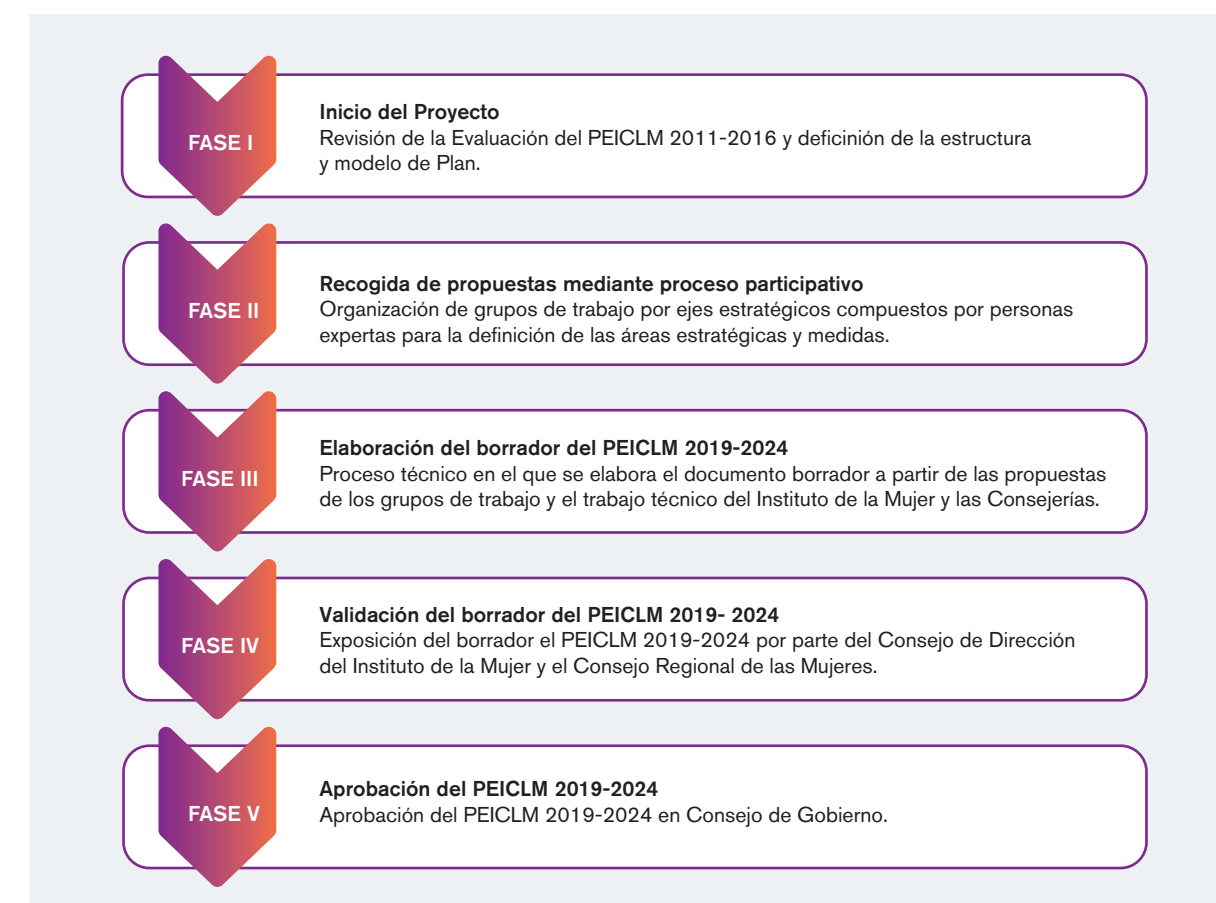 FASE I
Inicio del Proyecto
Revisión de la Evaluación del PEICLM 2011-2016 y deficinión de la estructura
y modelo de Plan.
FASE II
Recogida de propuestas mediante proceso participativo
Organización de grupos de trabajo por ejes estratégicos compuestos por personas
expertas para la definición de las áreas estratégicas y medidas.
FASE III
Elaboración del borrador del PEICLM 2019-2024
Proceso técnico en el que se elabora el documento borrador a partir de las propuestas
de los grupos de trabajo y el trabajo técnico del Instituto de la Mujer y las Consejerías.
FASE IV
Validación del borrador del PEICLM 2019- 2024
Exposición del borrador el PEICLM 2019-2024 por parte del Consejo de Dirección
del Instituto de la Mujer y el Consejo Regional de las Mujeres.
FASE V
Aprobación del PEICLM 2019-2024
Aprobación del PEICLM 2019-2024 en Consejo de Gobierno.